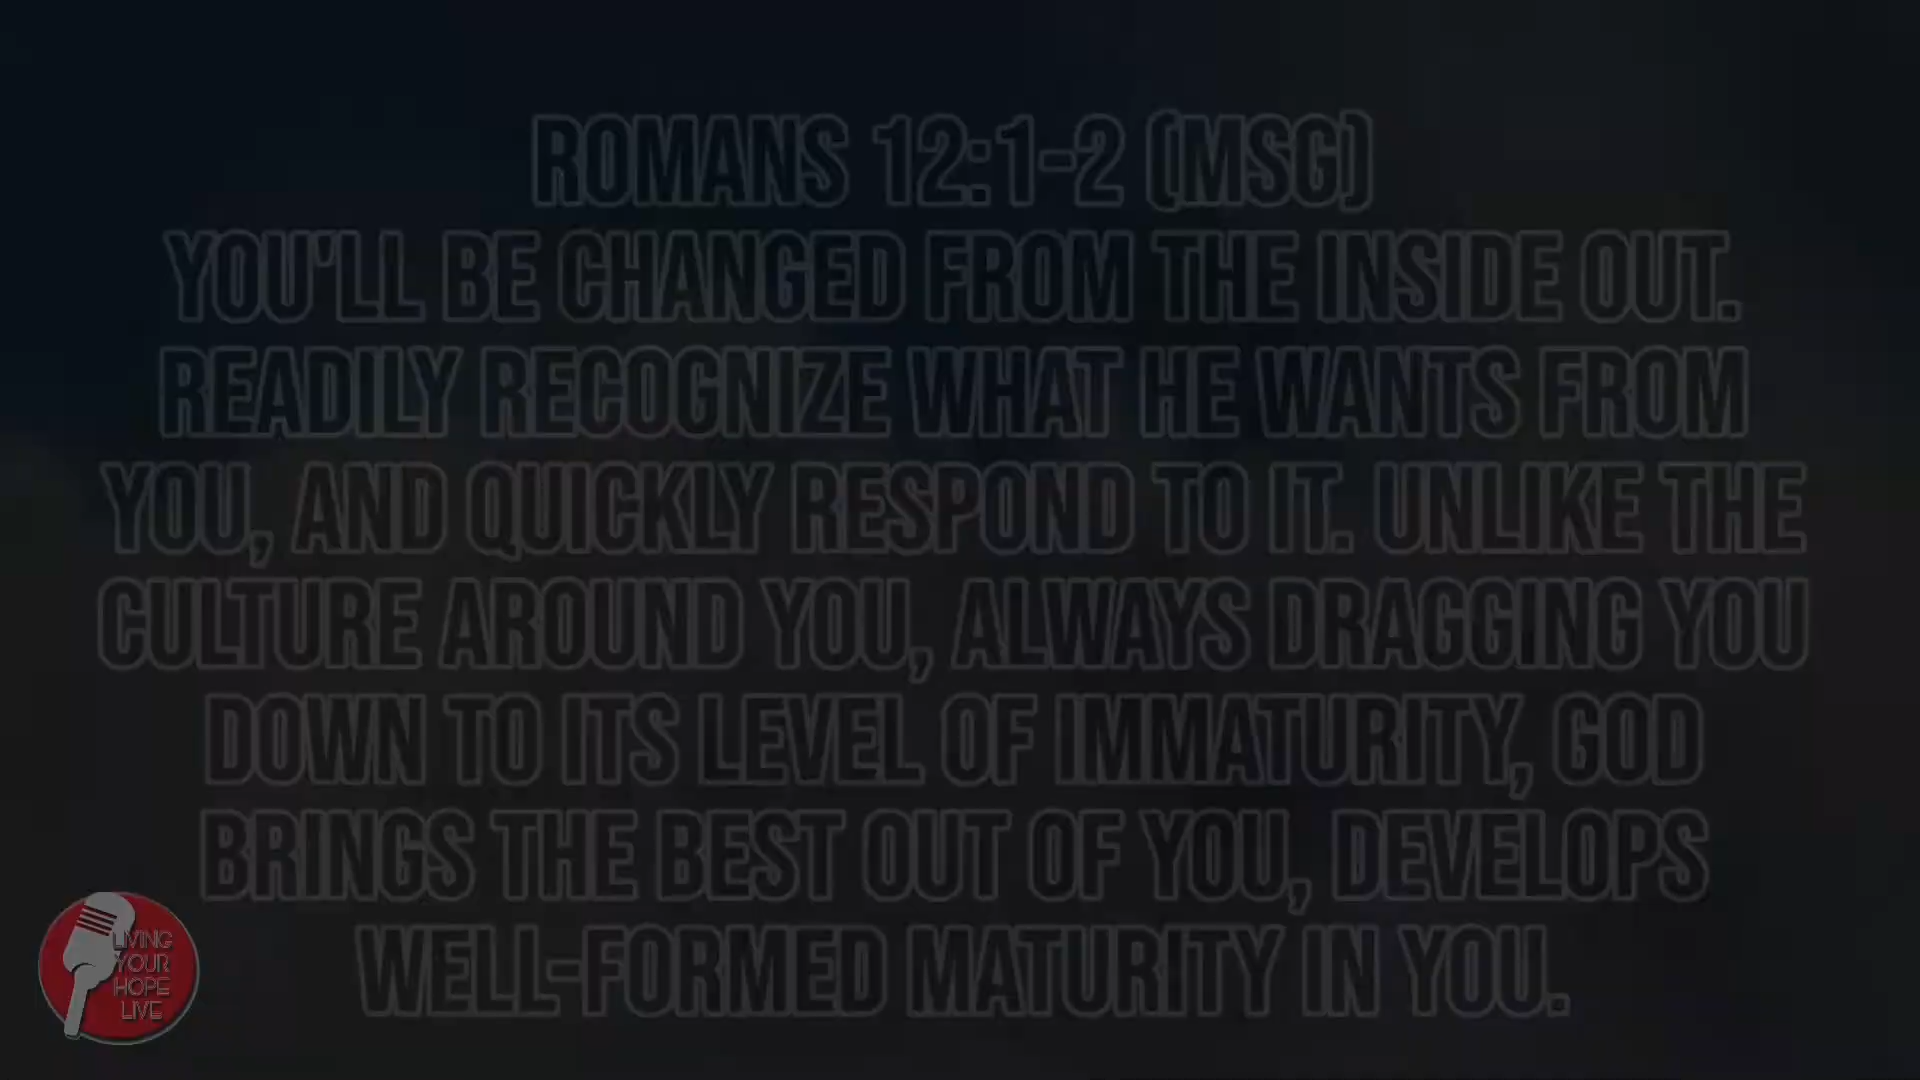 ROMANS 12:1-2 (MSG)
YOU'LL BE CHANGED FROM THE INSIDE OUT.
READILY RECOGNIZE WHAT HE WANTS FROM
YOU, AND QUICKLY RESPOND TO IT. UNLIKE THE
CULTURE AROUND YOU, ALWAYS DRAGGING YOU
DOWN TO ITS LEVEL OF IMMATURITY, GOD
BRINGS THE BEST OUT OF YOU, DEVELOPS
WELL-FORMED MATURITY IN YOU.
LIVING
YOUR
HOPE
LIVE